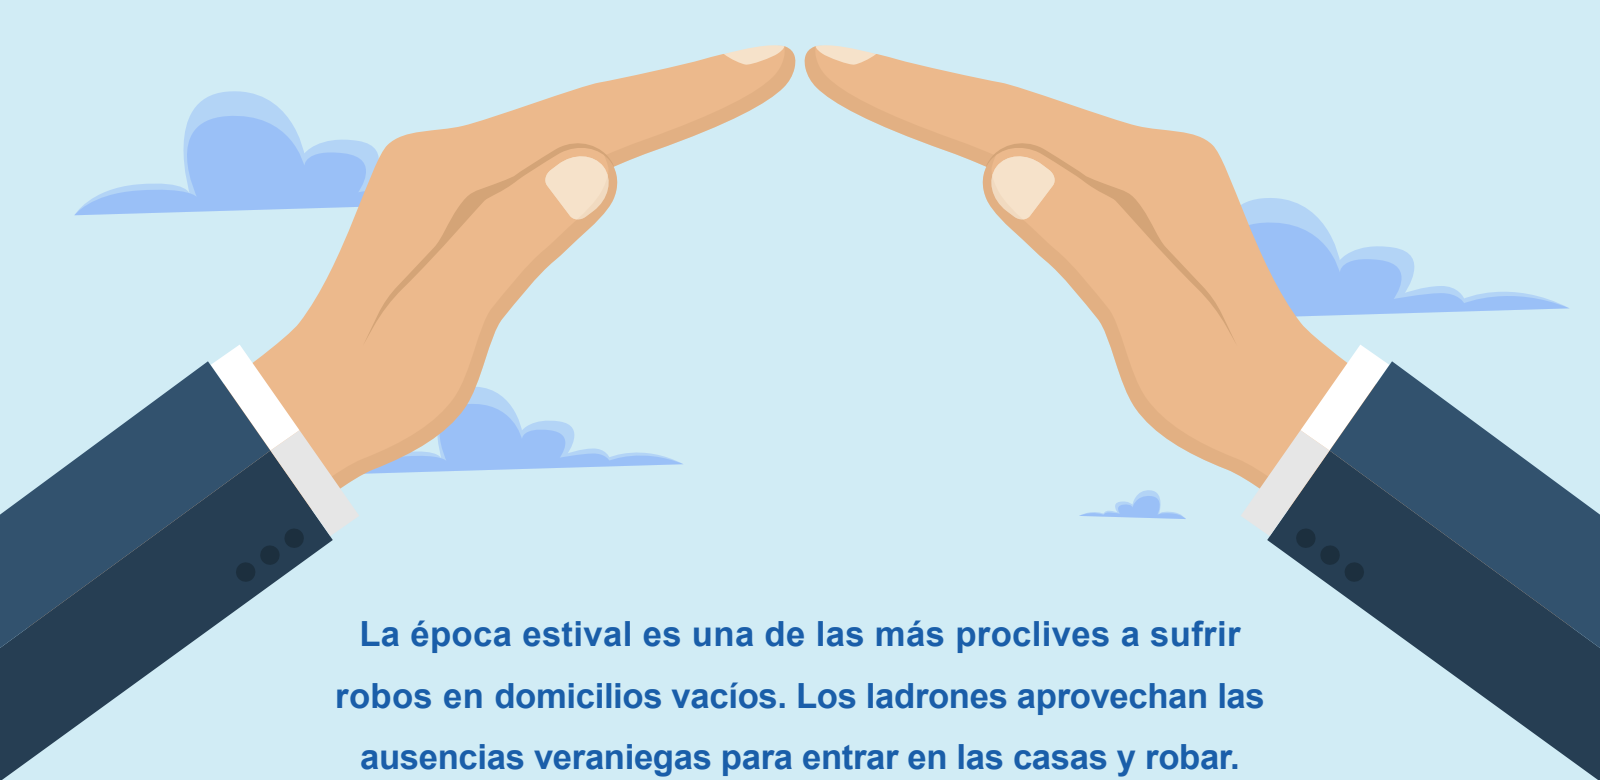 La época estival es una de las más proclives a sufrir
robos en domicilios vacíos. Los ladrones aprovechan las
ausencias veraniegas para entrar en las casas y robar.